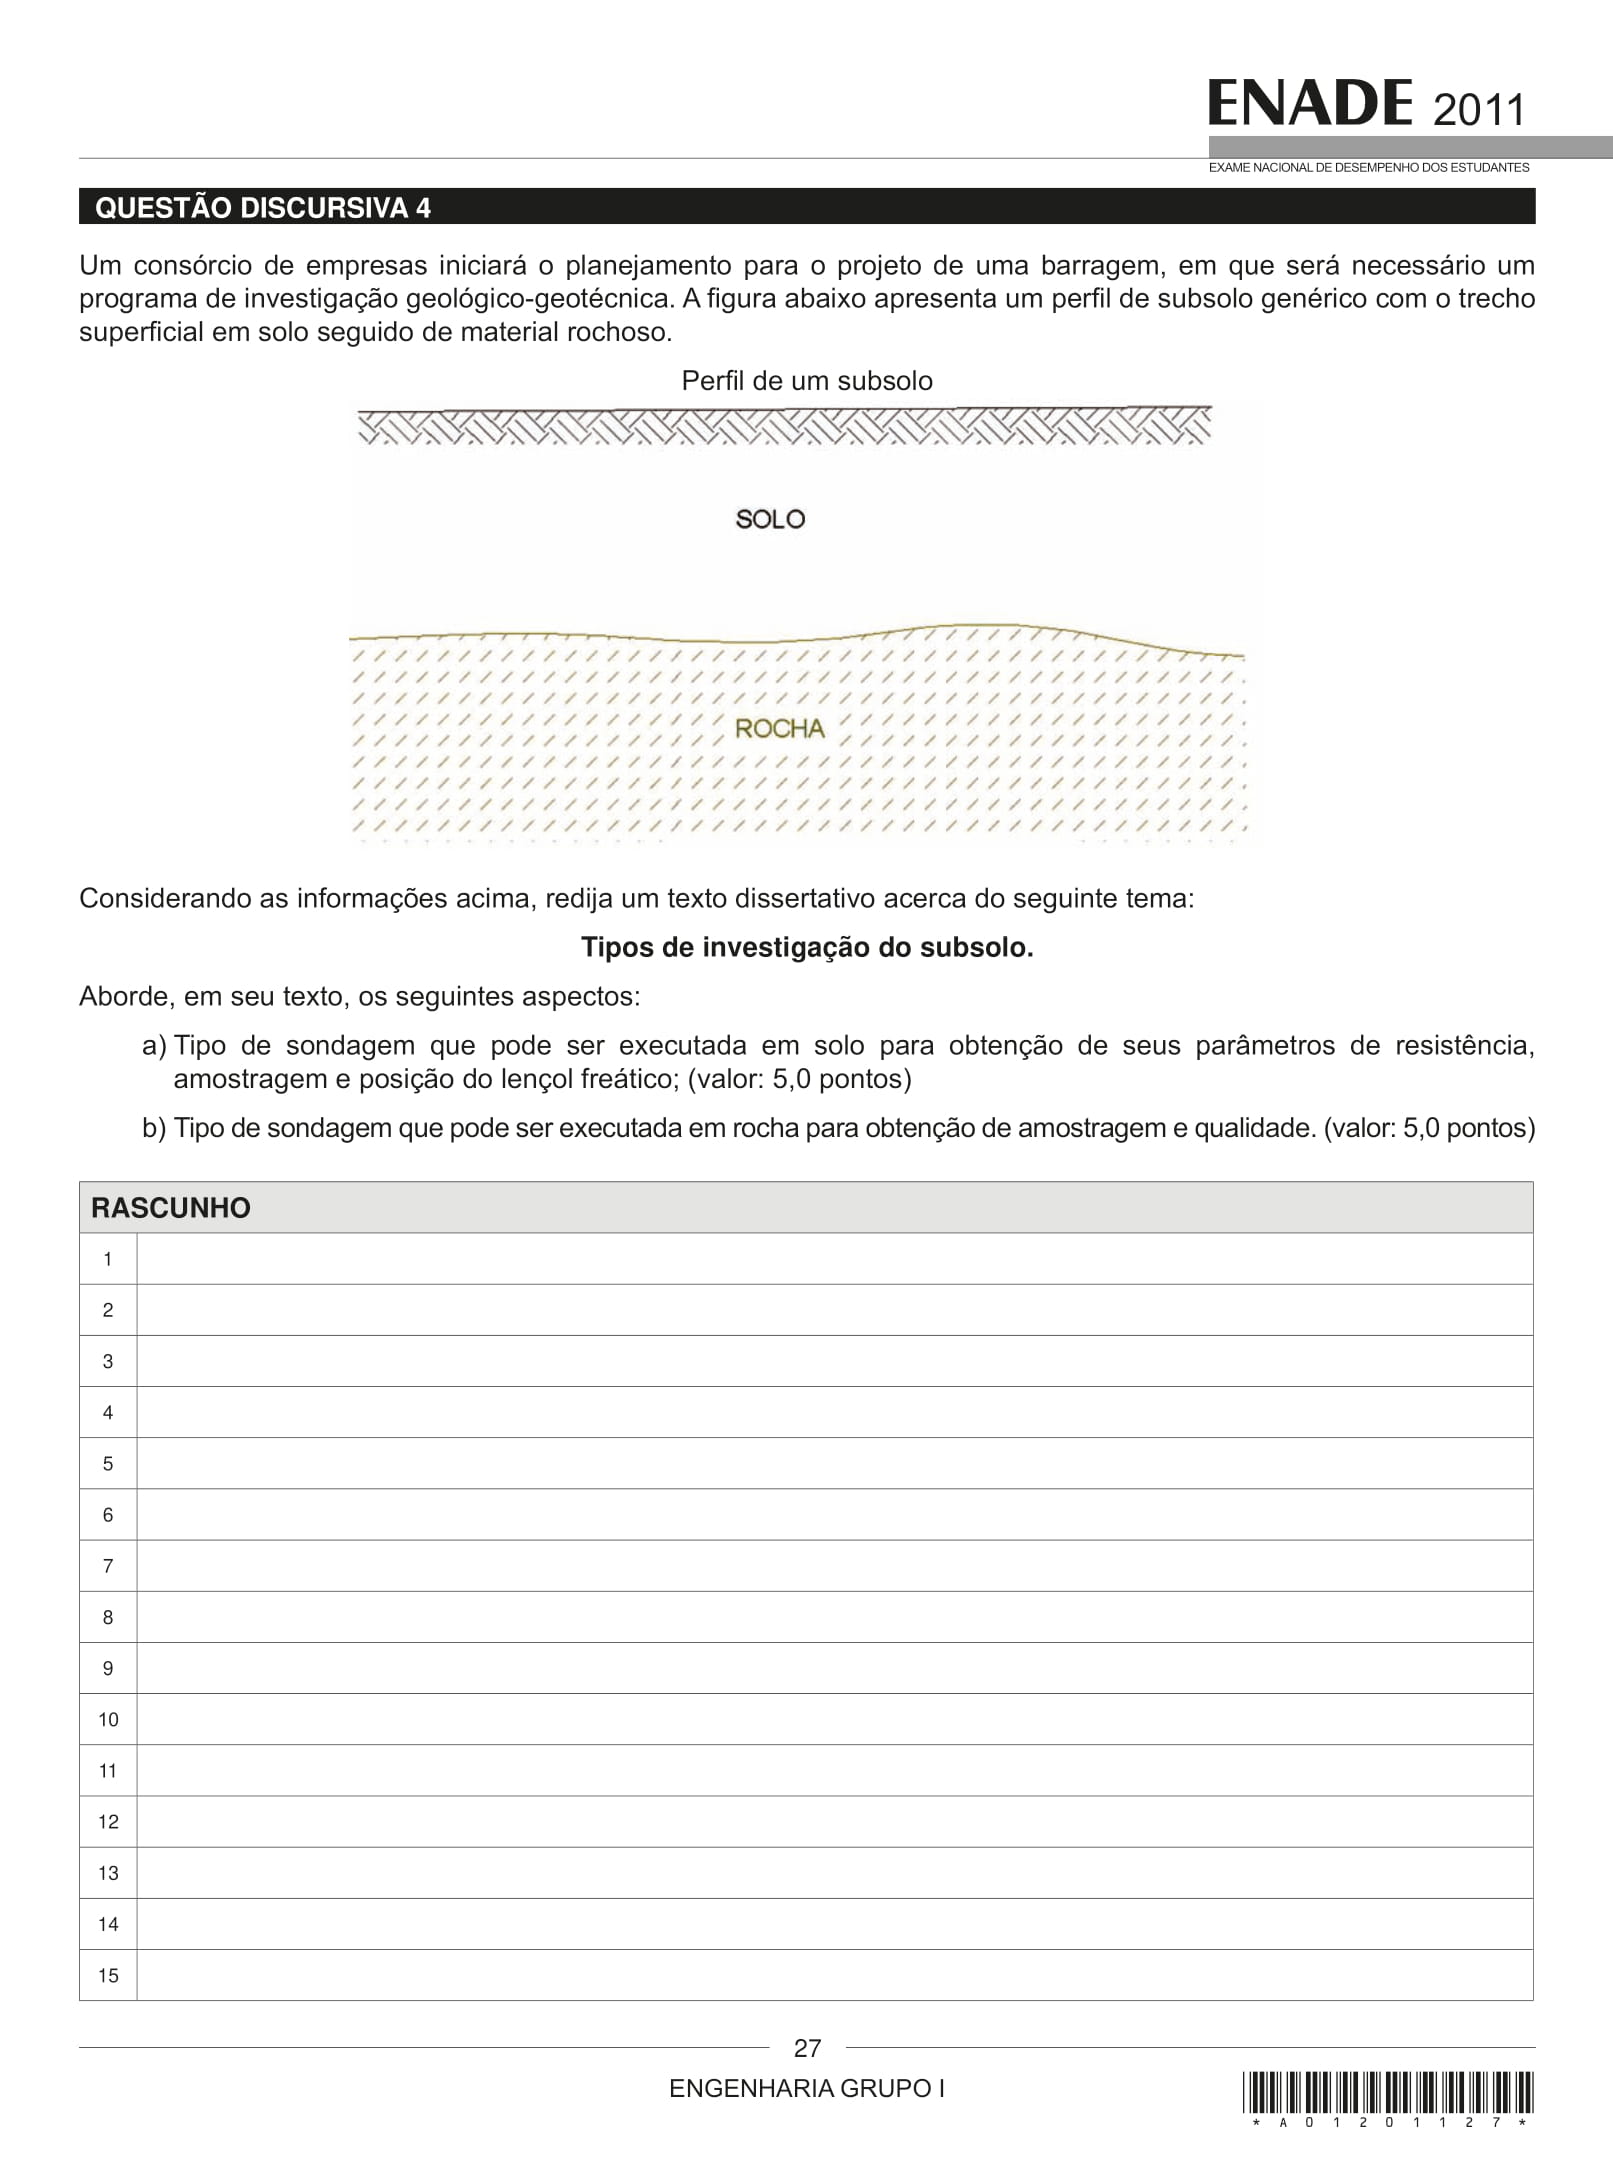 ENADE 2011
EXAME NACIONAL DE DESEMPENHO DOS ESTUDANTES
QUESTÃO DISCURSIVA 4
Um consórcio de empresas iniciará o planejamento para o projeto de uma barragem, em que será necessário um
programa de investigação geológico-geotécnica. A figura abaixo apresenta um perfil de subsolo genérico com o trecho
superficial em solo seguido de material rochoso.
Perfil de um subsolo
SOLO
ROCHA
Considerando as informações acima, redija um texto dissertativo acerca do seguinte tema:
Tipos de investigação do subsolo.
Aborde, em seu texto, os seguintes aspectos:
a) Tipo de sondagem que pode ser executada em solo para obtenção de seus parâmetros de resistência,
amostragem e posição do lençol freático; (valor: 5,0 pontos)
b) Tipo de sondagem que pode ser executada em rocha para obtenção de amostragem e qualidade. (valor: 5,0 pontos)
RASCUNHO
1
2
3
4
5
6
7
8
9
10
11
12
13
14
15
27
ENGENHARIA GRUPO I
* A 0 1 2 0 1 1 2 7 *